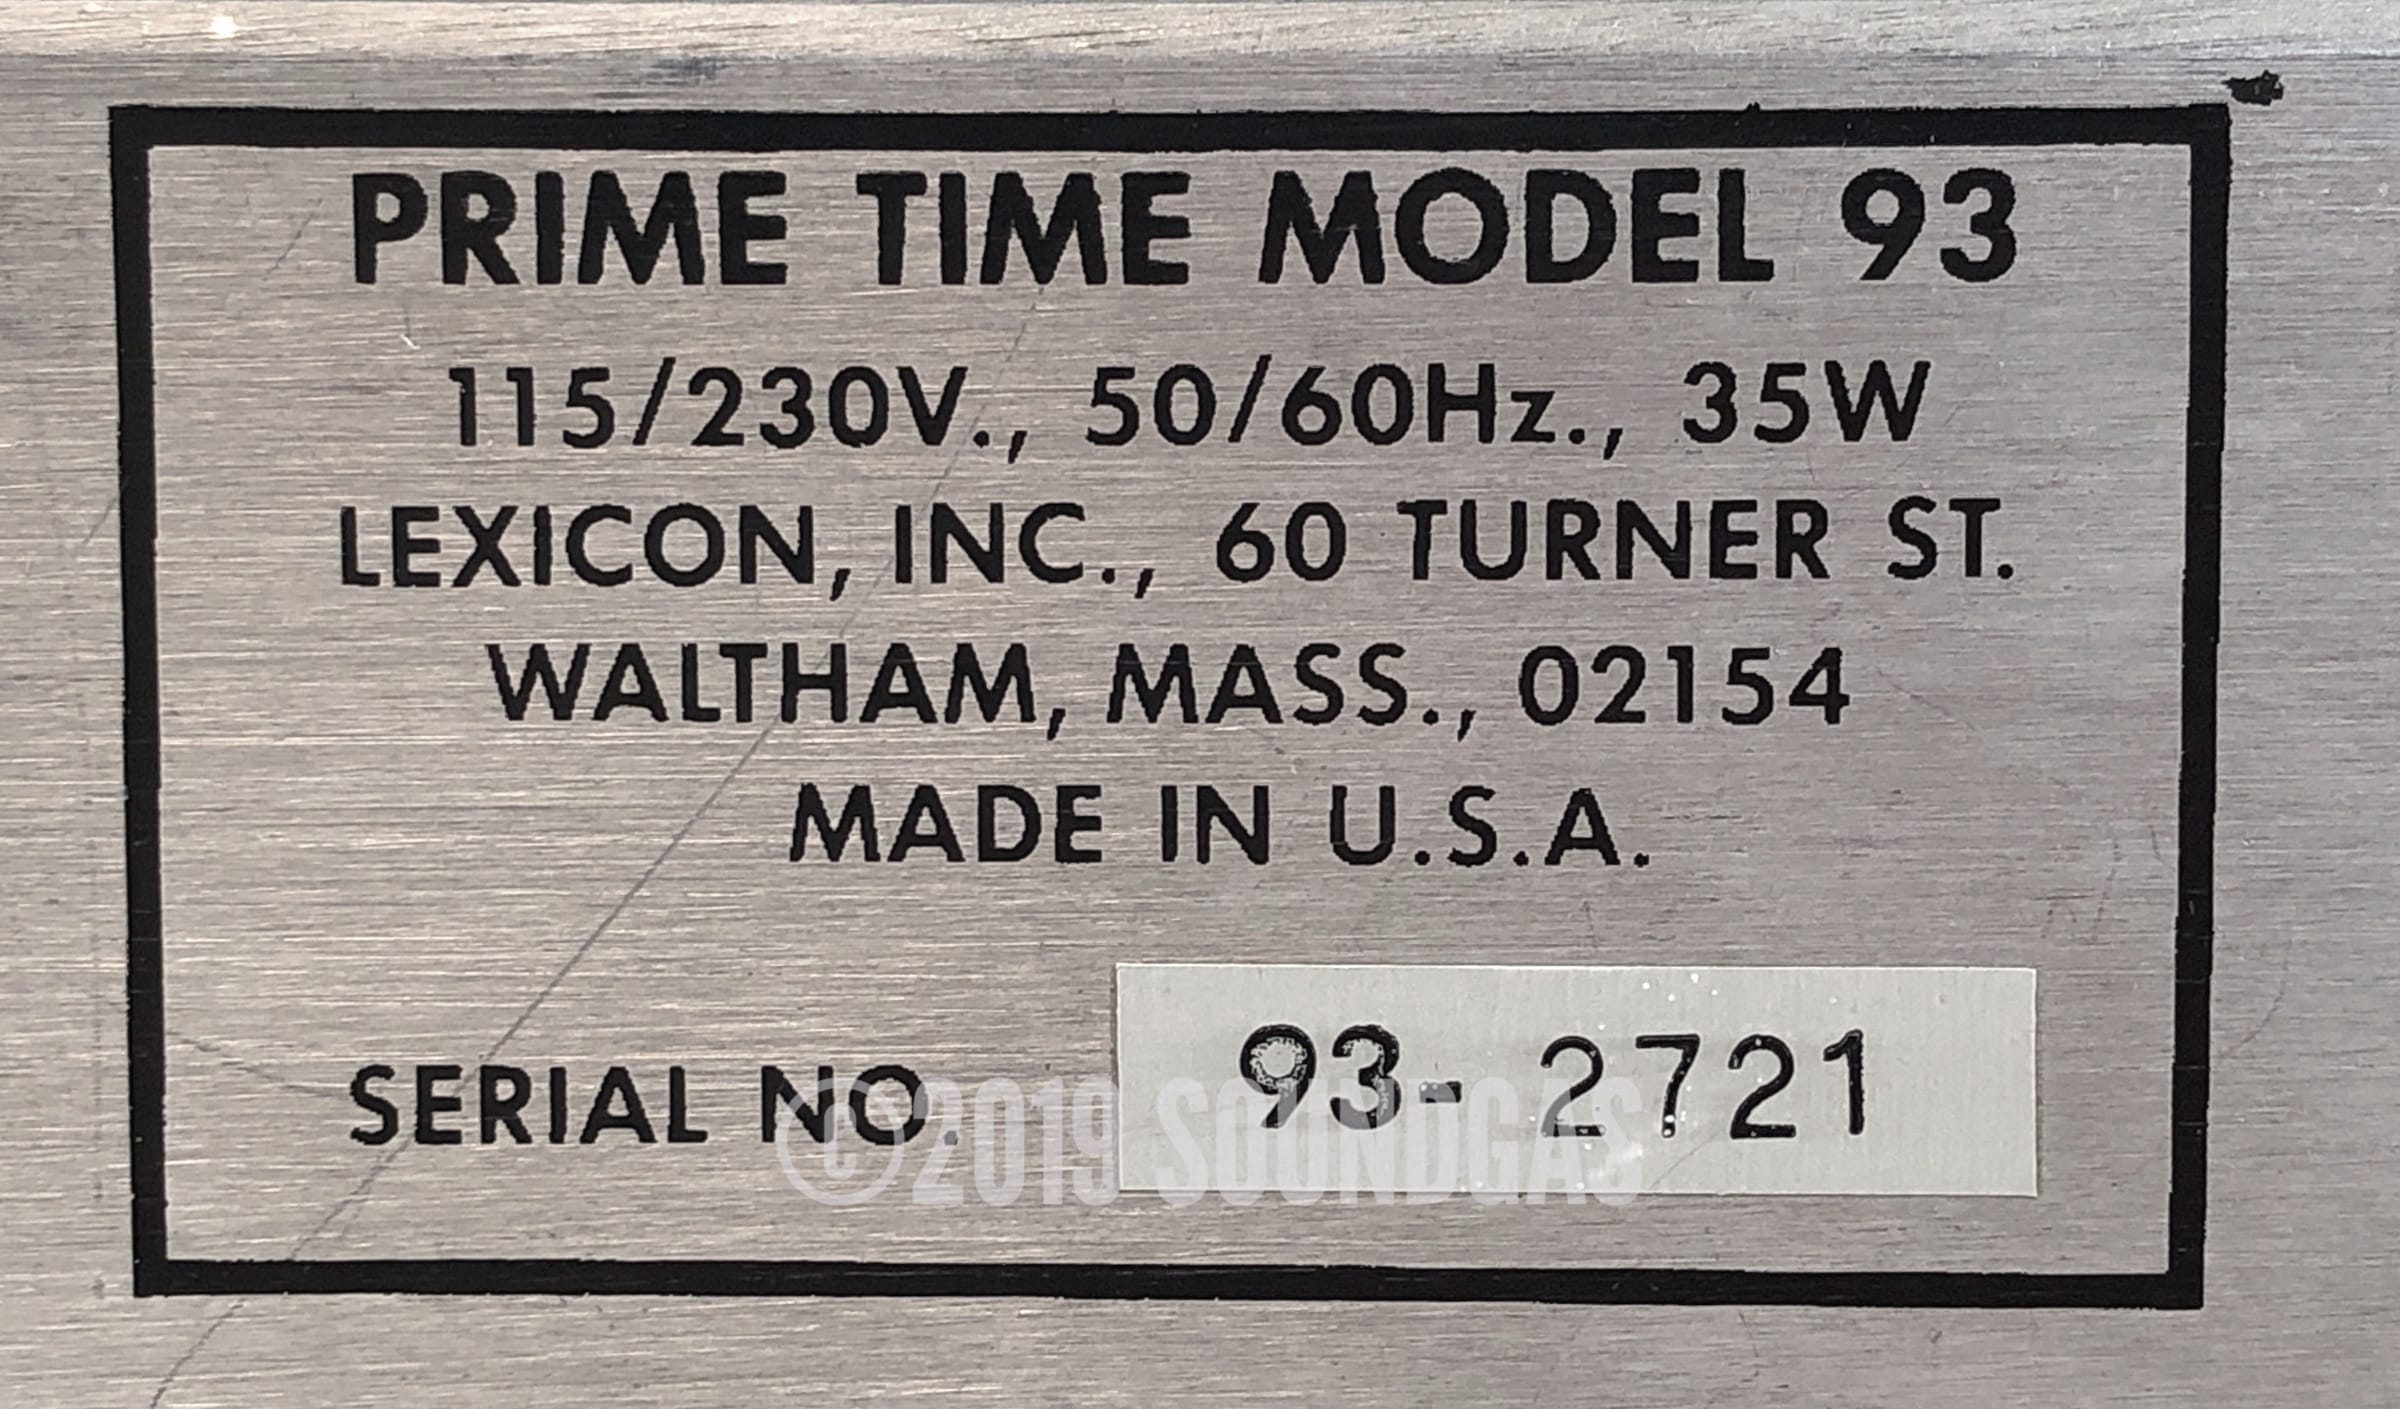 PRIME TIME MODEL 93
115/230V., 50/60Hz., 35W
LEXICON, INC., 60 TURNER ST.
WALTHAM, MASS., 02154
MADE IN U.S.A.
SERIAL NO. 93-2721
©2019 SOUNDGAS